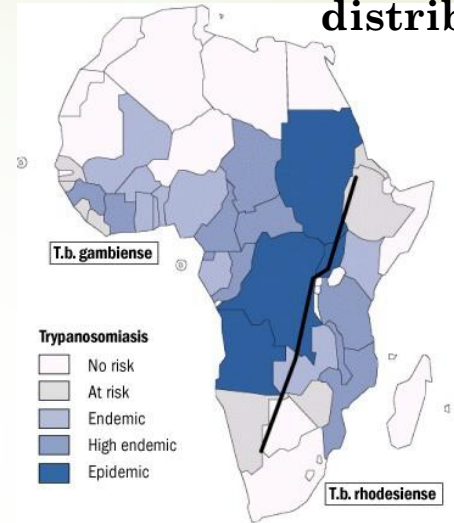 distrib
T.b. gambiense
Trypanosomiasis
No risk
At risk
Endemic
High endemic
Epidemic
T.b. rhodesiense